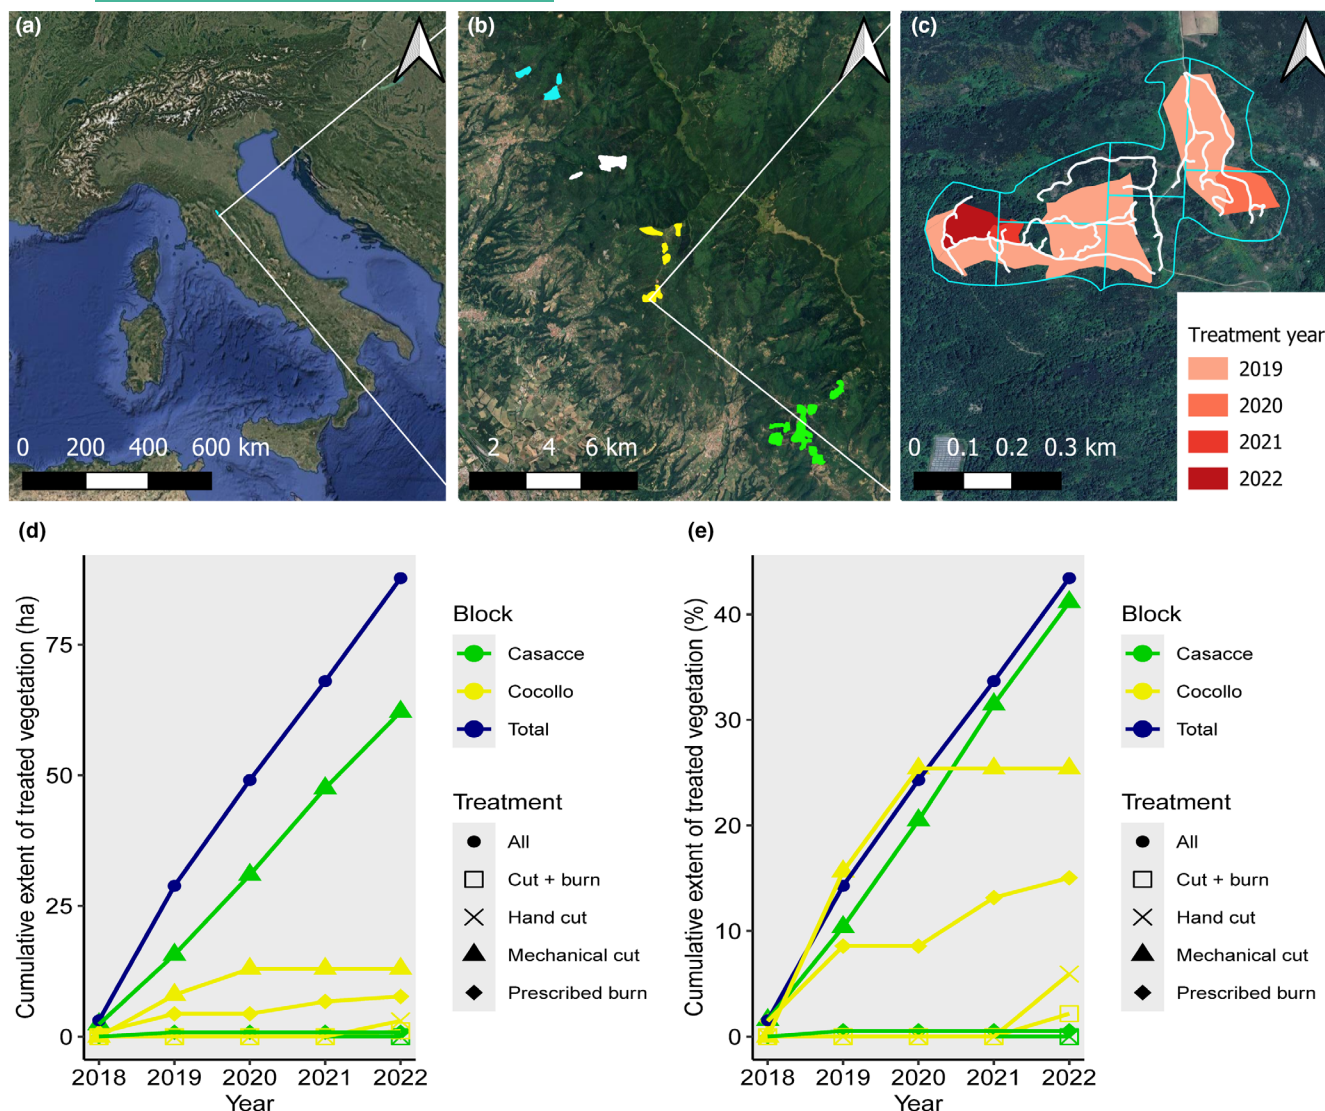 (a)
0 200 400 600 km
(b)
2 4 6 km
(c)
Treatment year
2019
2020
2021
2022
0 0.1 0.2 0.3 km
(d)
Cumulative extent of treated vegetation (ha)
75
50
25
0
2018 2019 2020 2021 2022
Year
Block
Casacce
Cocollo
Total
Treatment
All
Cut + burn
Hand cut
Mechanical cut
Prescribed burn
(e)
Cumulative extent of treated vegetation (%)
40
30
20
10
0
2018 2019 2020 2021 2022
Year
Block
Casacce
Cocollo
Total
Treatment
All
Cut + burn
Hand cut
Mechanical cut
Prescribed burn